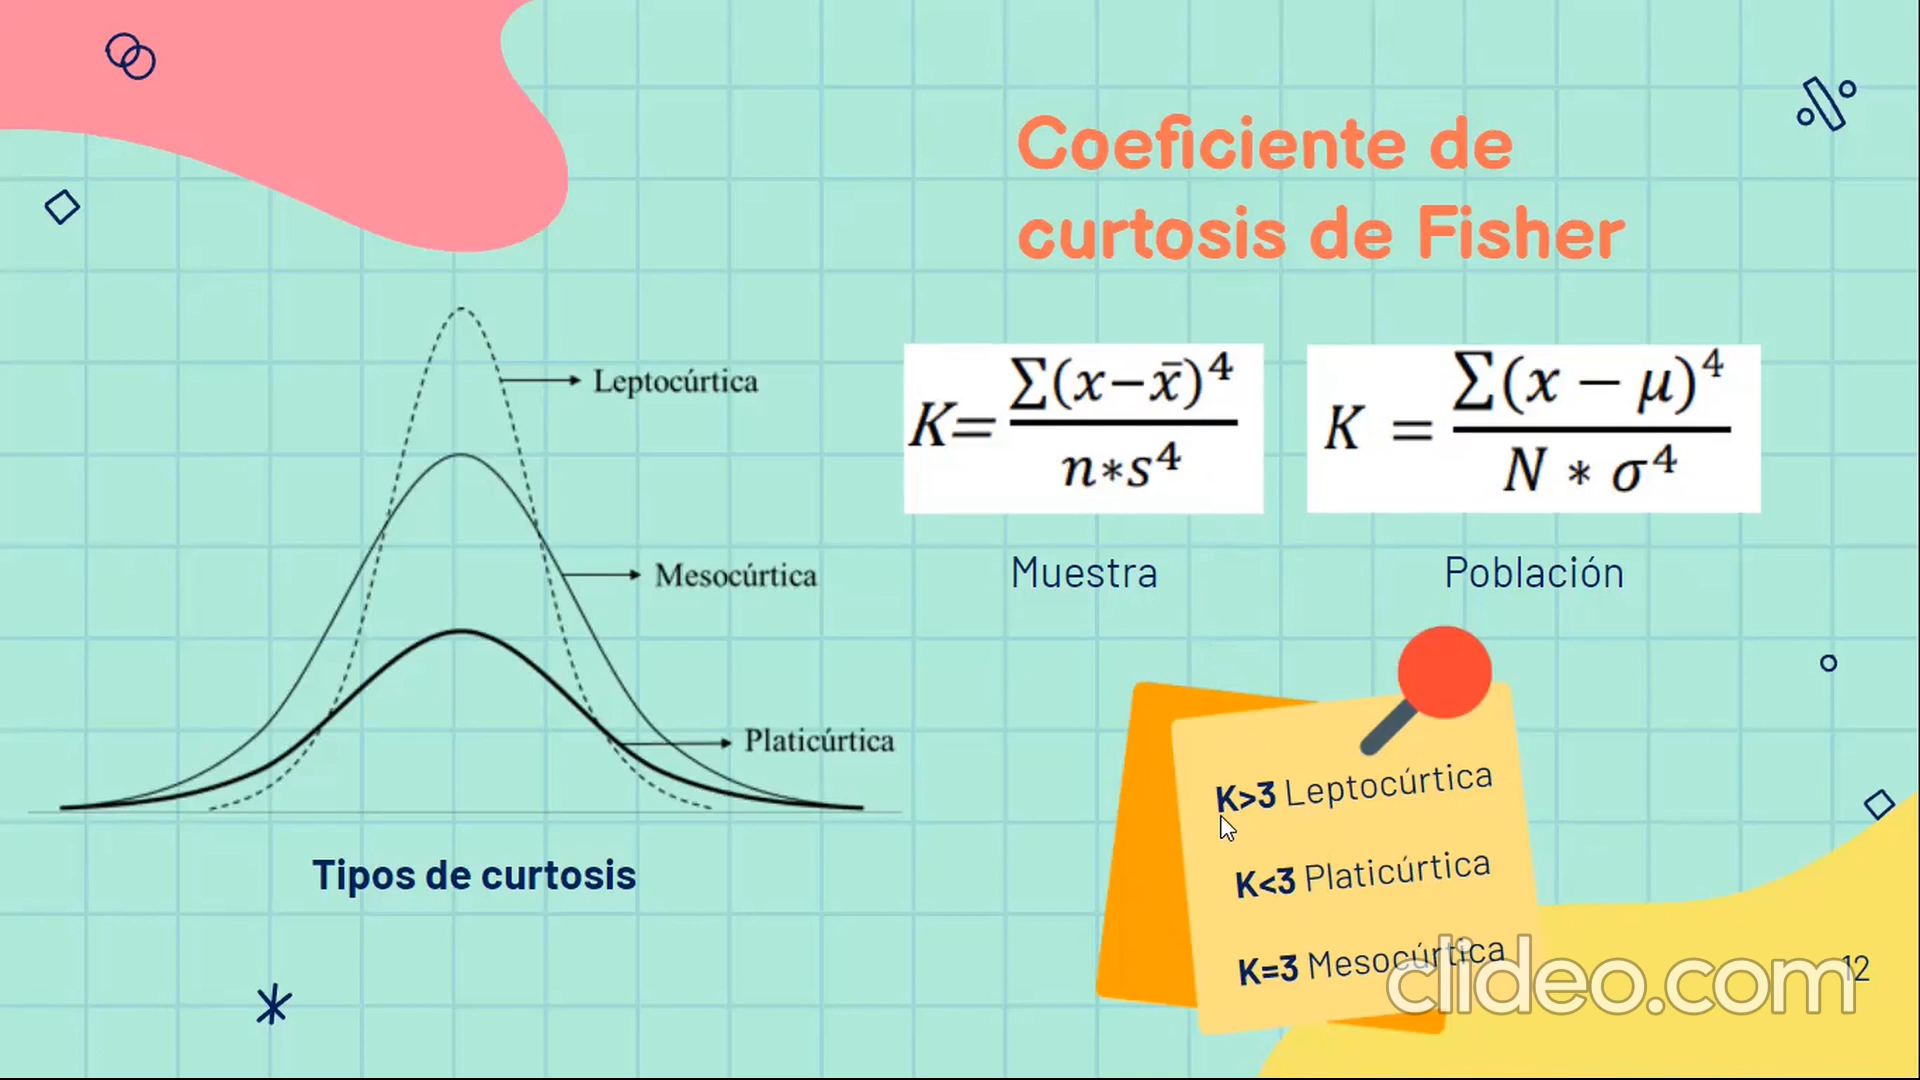 Coeficiente de
curtosis de Fisher
Leptocúrtica
Mesocúrtica
Platicúrtica
Tipos de curtosis
K= ∑(x−x̄)⁴
n*s⁴
Muestra
K = ∑(x − μ)⁴
N * σ⁴
Población
K>3 Leptocúrtica
K<3 Platicúrtica
K=3 Mesocúrtica
clideo.com
12